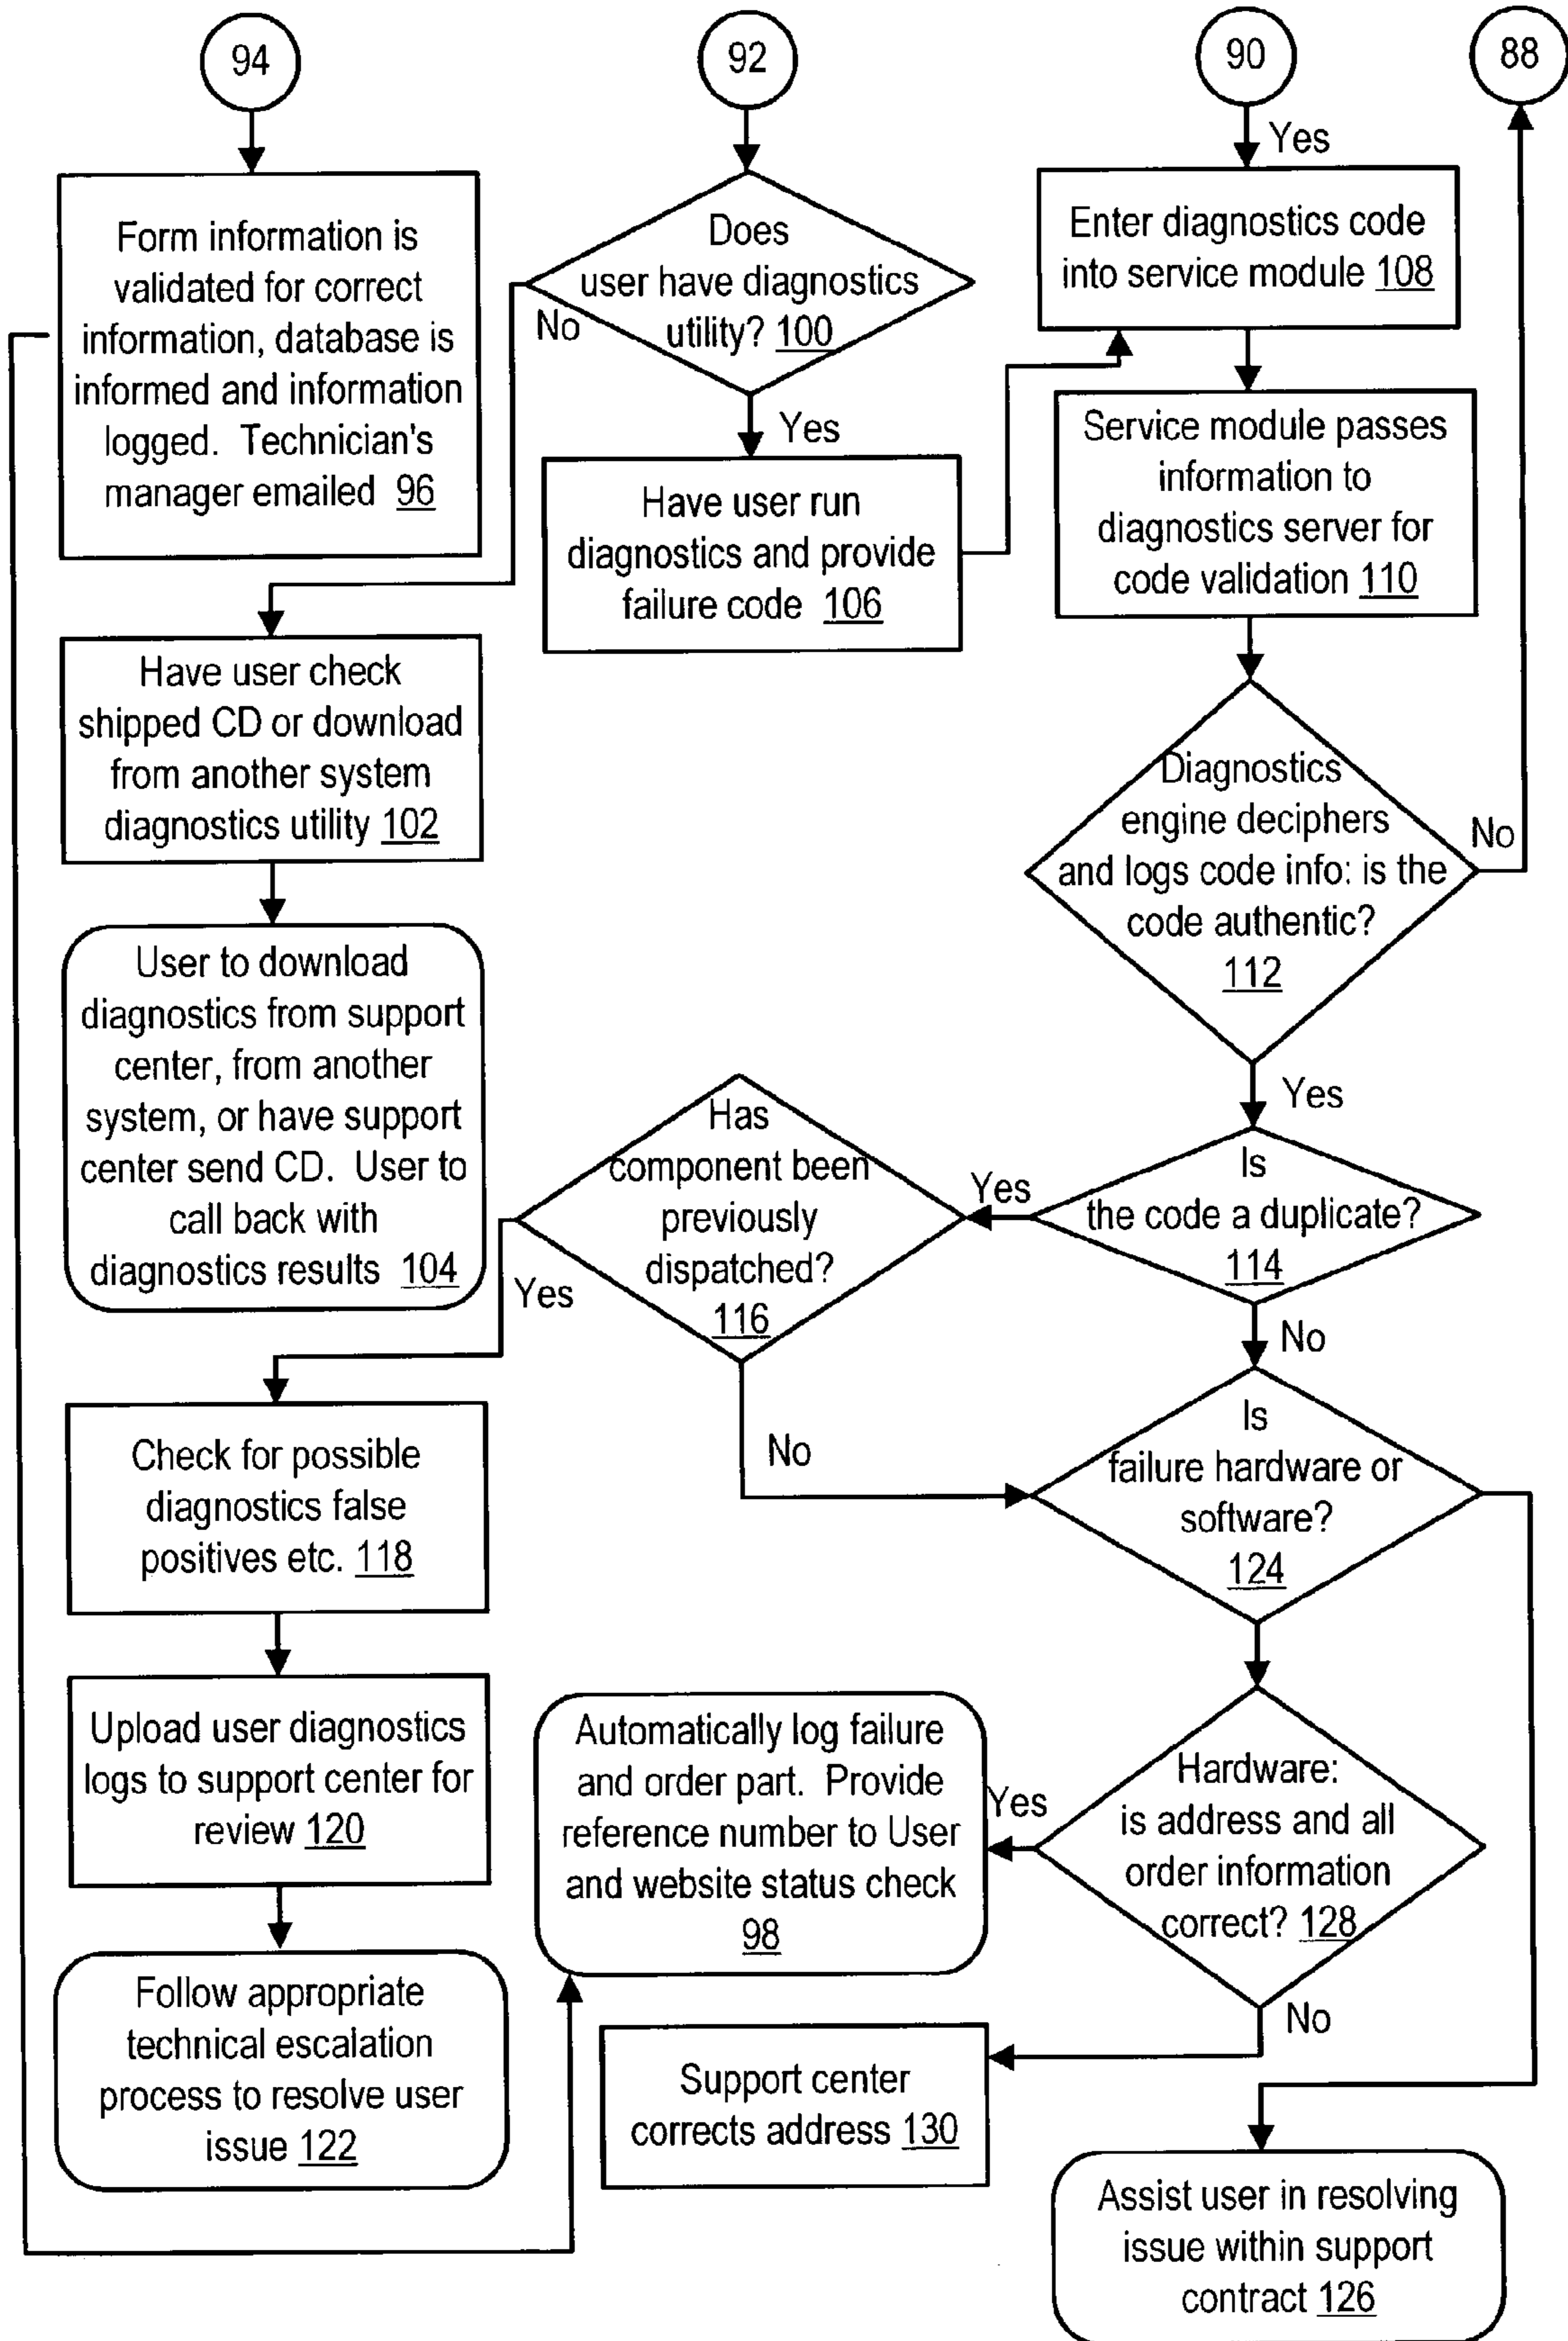 94
92
90
88
Yes
Form information is
validated for correct
information, database is
informed and information
logged. Technician's
manager emailed 96
Does
user have diagnostics
utility? 100
No
Yes
Enter diagnostics code
into service module 108
Have user run
diagnostics and provide
failure code 106
Service module passes
information to
diagnostics server for
code validation 110
Have user check
shipped CD or download
from another system
diagnostics utility 102
Diagnostics
engine deciphers
and logs code info: is the
code authentic?
112
No
Yes
User to download
diagnostics from support
center, from another
system, or have support
center send CD. User to
call back with
diagnostics results 104
Has
component been
previously
dispatched?
116
Yes
No
Yes
Is
the code a duplicate?
114
No
Check for possible
diagnostics false
positives etc. 118
Is
failure hardware or
software?
124
Upload user diagnostics
logs to support center for
review 120
Automatically log failure
and order part. Provide
reference number to User
and website status check
98
Yes
Hardware:
is address and all
order information
correct? 128
No
Follow appropriate
technical escalation
process to resolve user
issue 122
Support center
corrects address 130
Assist user in resolving
issue within support
contract 126